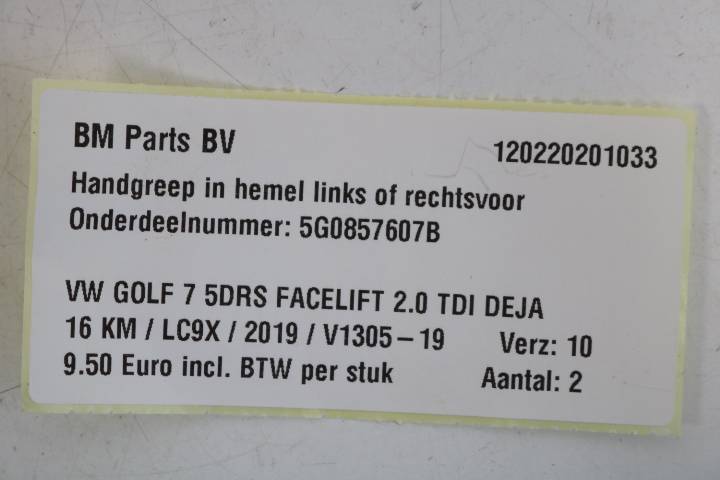 BM Parts BV 120220201033
Handgreep in hemel links of rechtsvoor
Onderdeelnummer: 5G0857607B
VW GOLF 7 5DRS FACELIFT 2.0 TDI DEJA
16 KM / LC9X / 2019 / V1305-19 Verz: 10
9.50 Euro incl. BTW per stuk Aantal: 2